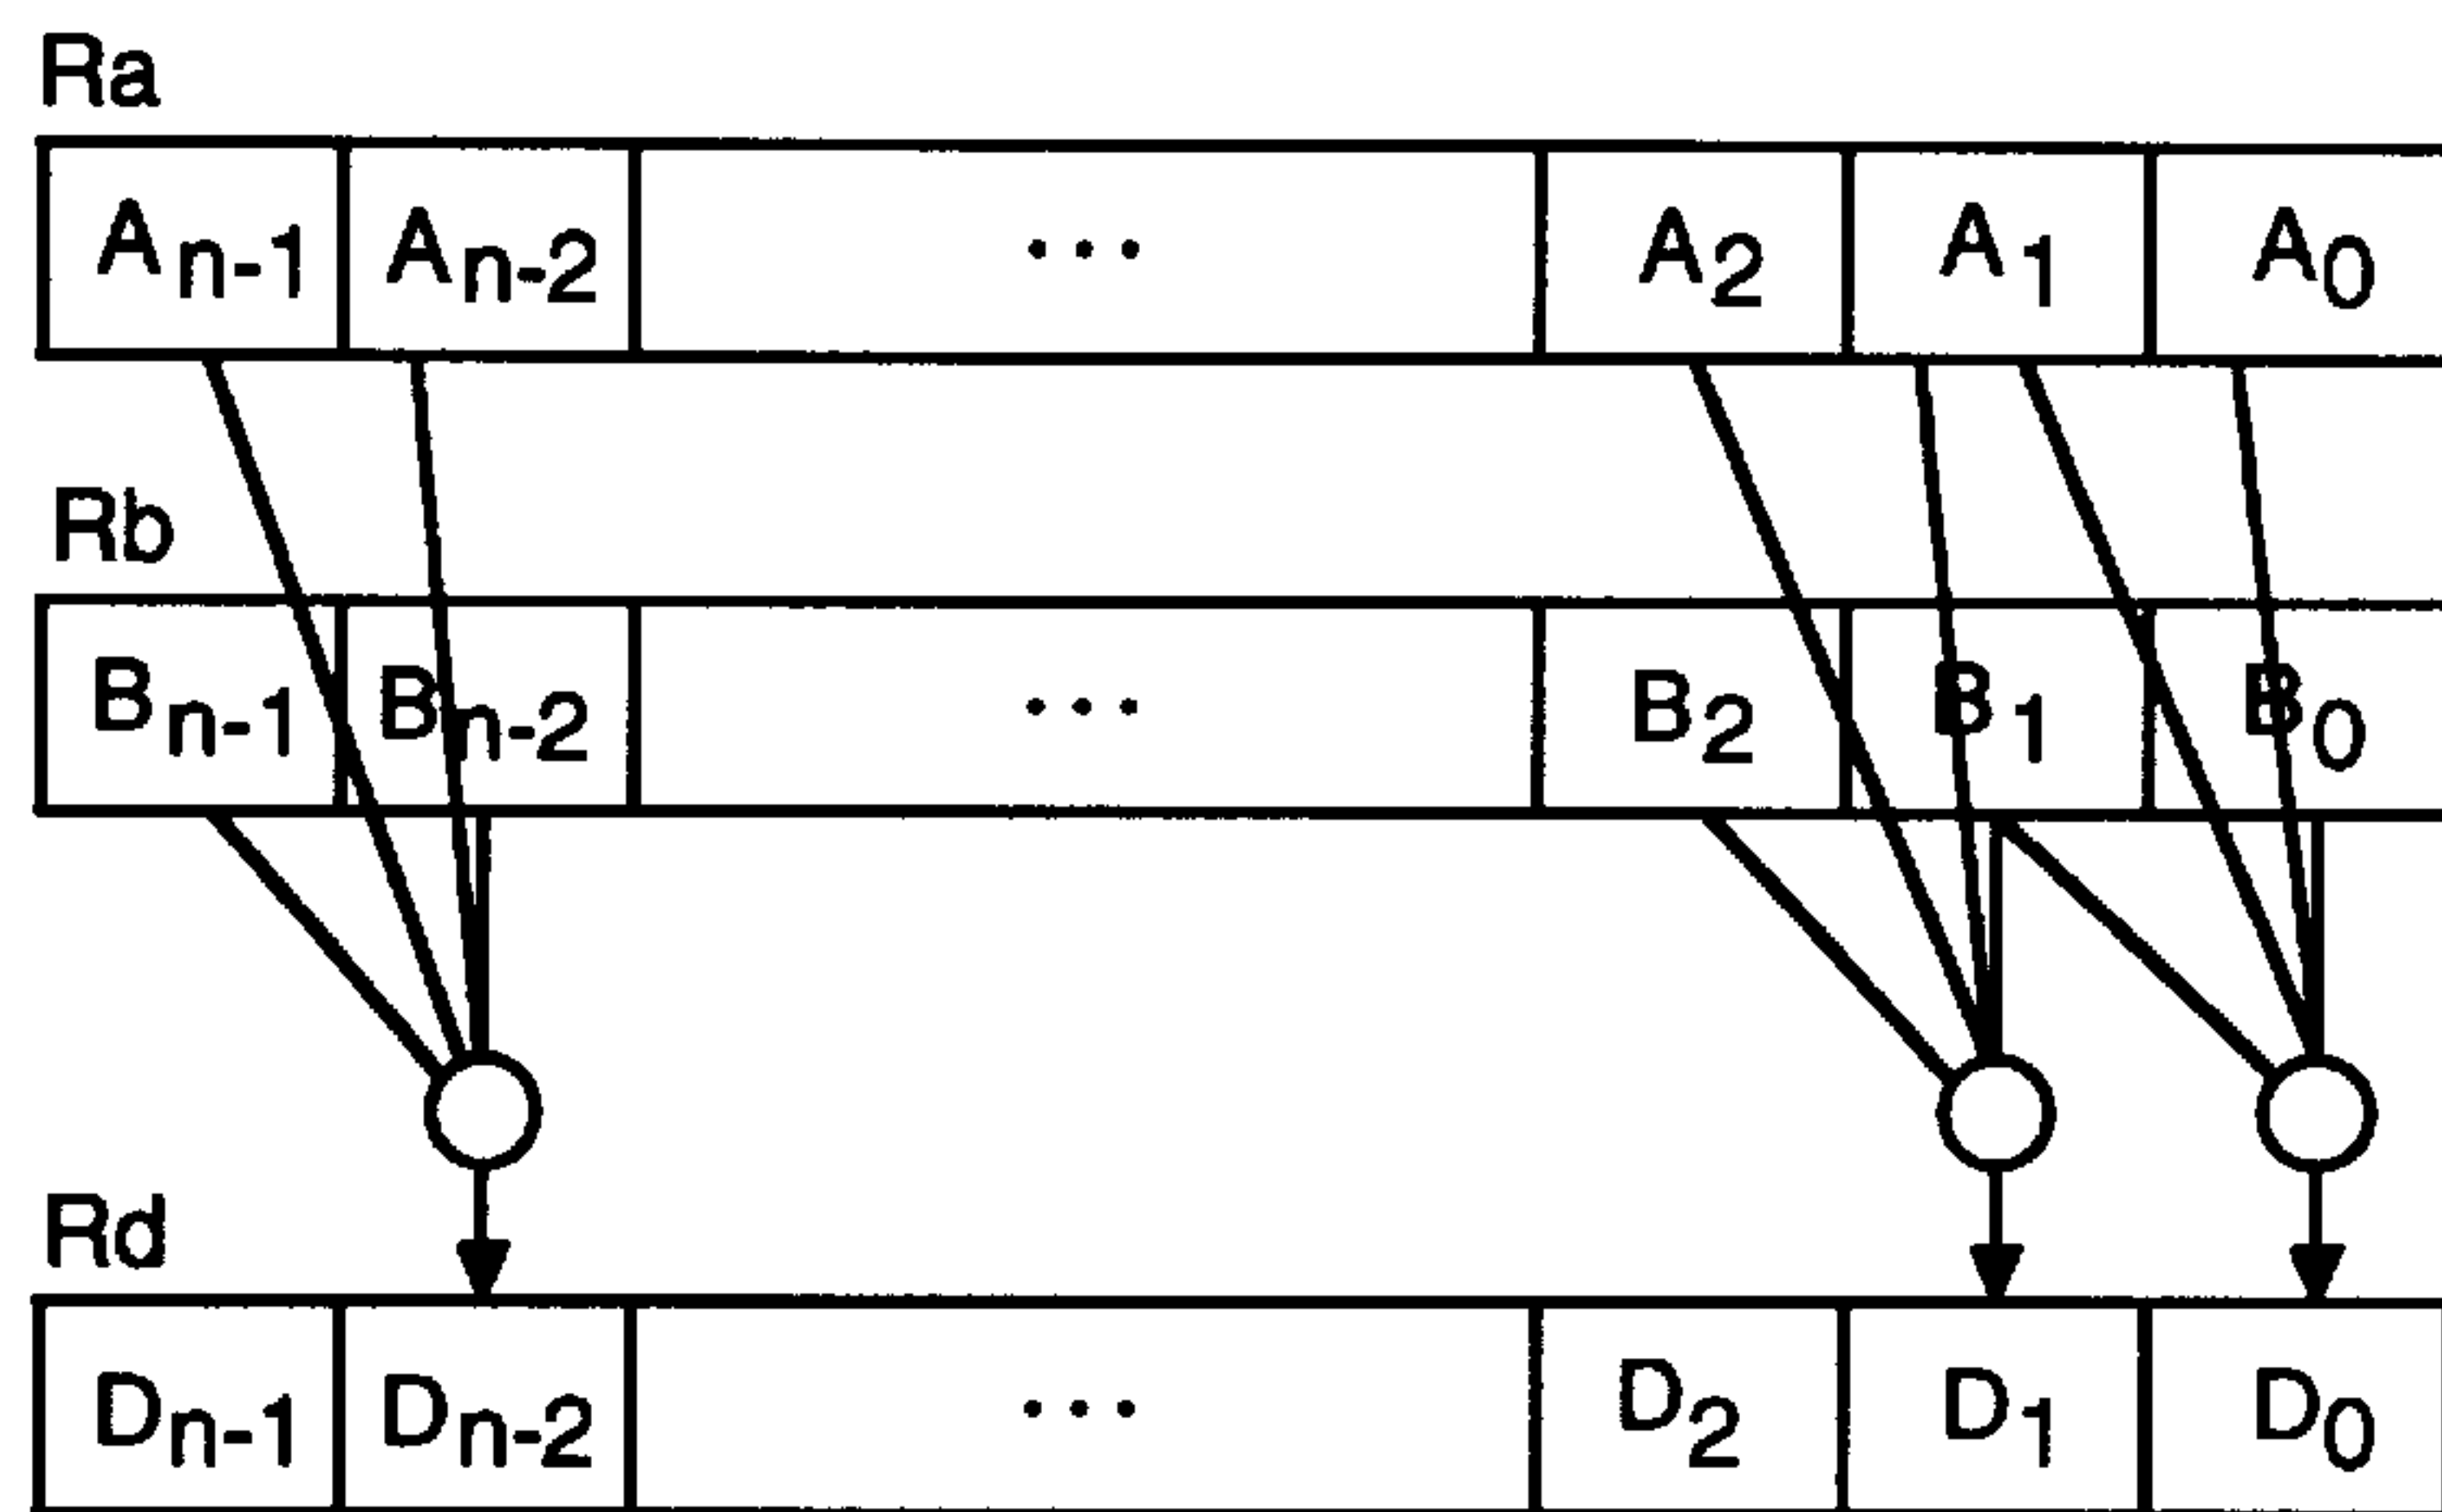 Ra
An-1 An-2 ... A2 A1 A0
Rb
Bn-1 Bn-2 ... B2 B1 B0
Rd
Dn-1 Dn-2 ... D2 D1 D0